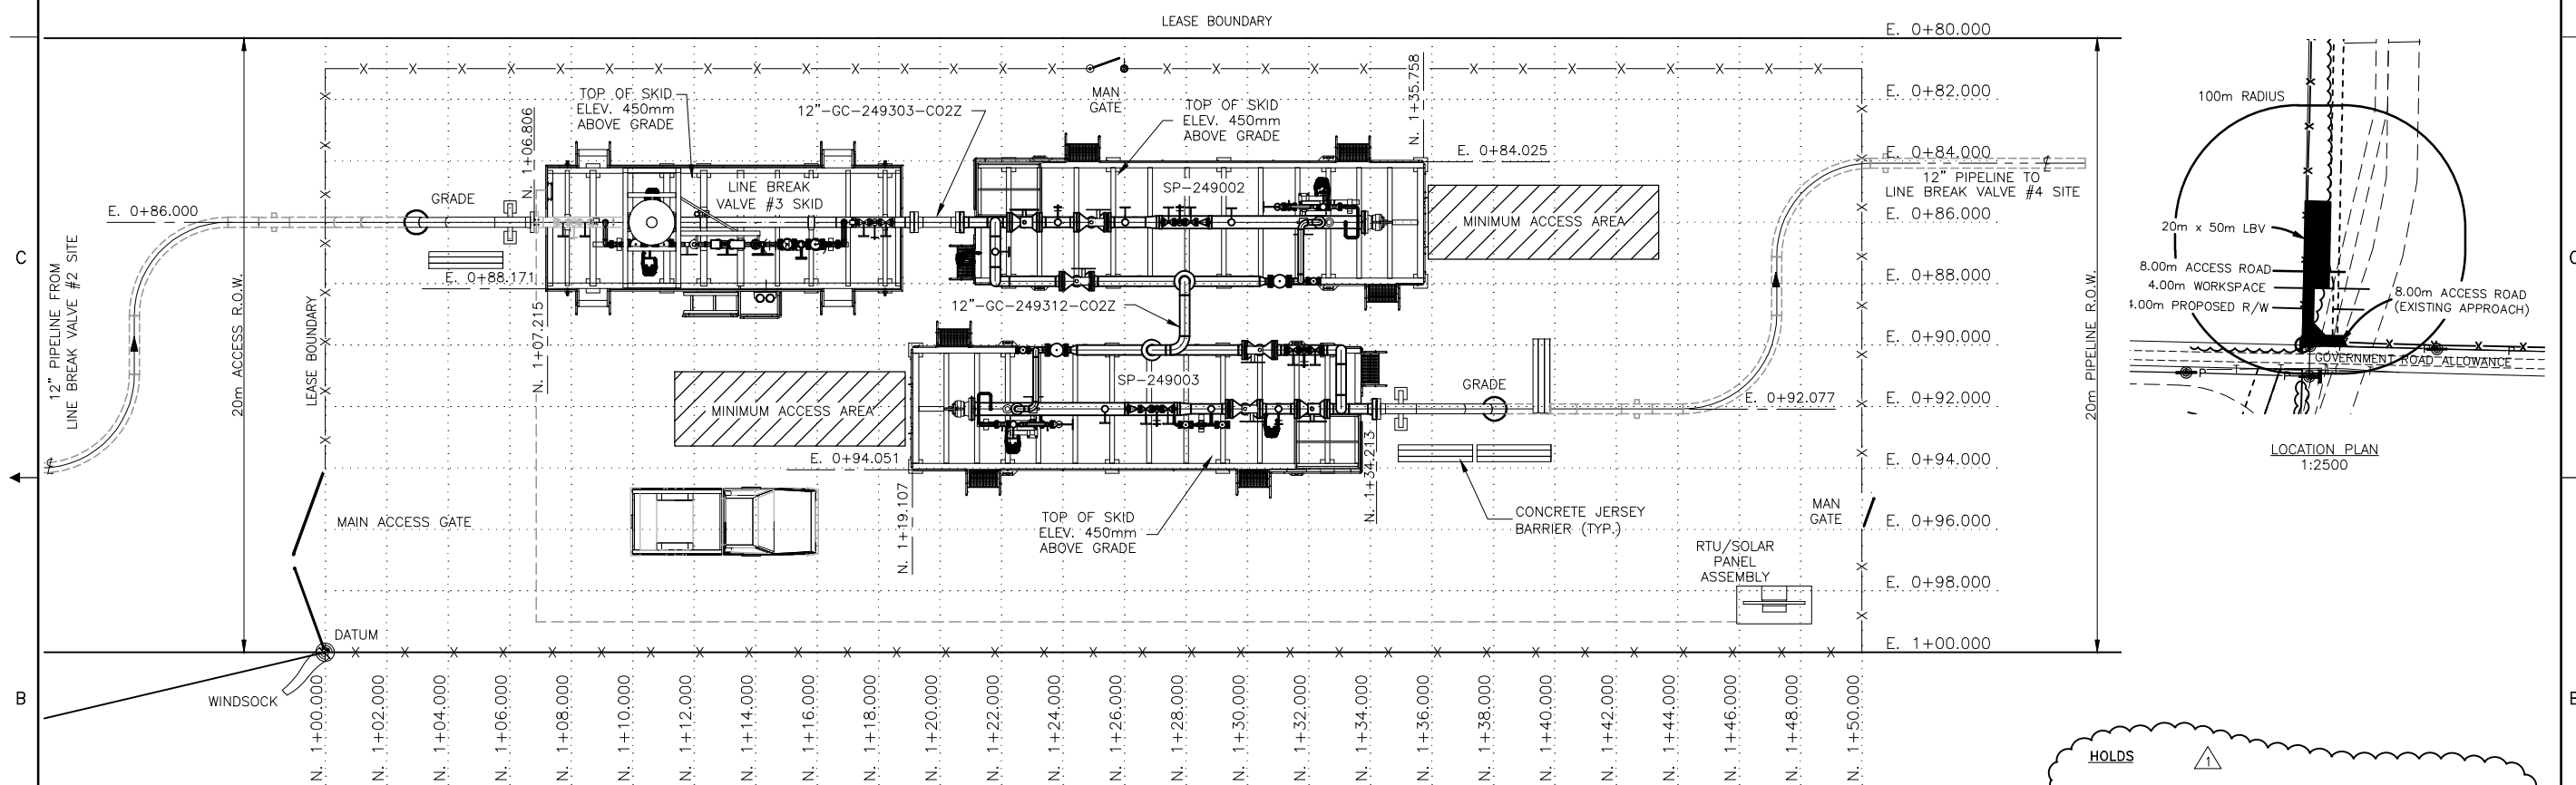 LEASE BOUNDARY
E. 0+80.000
E. 0+82.000
E. 0+84.000
12" PIPELINE TO
LINE BREAK VALVE #4 SITE
E. 0+86.000
E. 0+88.000
E. 0+90.000
E. 0+92.000
E. 0+94.000
E. 0+96.000
E. 0+98.000
E. 1+00.000
TOP OF SKID
ELEV. 450mm
ABOVE GRADE
12"-GC-249303-CO2Z
MAN
GATE
TOP OF SKID
ELEV. 450mm
ABOVE GRADE
N. 1+35.758
N. 1+06.806
E. 0+84.025
GRADE
LINE BREAK
VALVE #3 SKID
SP-249002
MINIMUM ACCESS AREA
E. 0+86.000
C
12" PIPELINE FROM
LINE BREAK VALVE #2 SITE
20m ACCESS R.O.W.
LEASE BOUNDARY
E. 0+88.171
N. 1+07.215
12"-GC-249312-CO2Z
SP-249003
MINIMUM ACCESS AREA
GRADE
E. 0+92.077
20m PIPELINE R.O.W.
E. 0+94.051
N. 1+19.107
N. 1+34.213
MAIN ACCESS GATE
TOP OF SKID
ELEV. 450mm
ABOVE GRADE
CONCRETE JERSEY
BARRIER (TYP.)
MAN
GATE
RTU/SOLAR
PANEL
ASSEMBLY
DATUM
WINDSOCK
B
N. 1+00.000
N. 1+02.000
N. 1+04.000
N. 1+06.000
N. 1+08.000
N. 1+10.000
N. 1+12.000
N. 1+14.000
N. 1+16.000
N. 1+18.000
N. 1+20.000
N. 1+22.000
N. 1+24.000
N. 1+26.000
N. 1+28.000
N. 1+30.000
N. 1+32.000
N. 1+34.000
N. 1+36.000
N. 1+38.000
N. 1+40.000
N. 1+42.000
N. 1+44.000
N. 1+46.000
N. 1+48.000
N. 1+50.000
100m RADIUS
20m x 50m LBV
8.00m ACCESS ROAD
4.00m WORKSPACE
4.00m PROPOSED R/W
8.00m ACCESS ROAD
(EXISTING APPROACH)
GOVERNMENT ROAD ALLOWANCE
LOCATION PLAN
1:2500
HOLDS
1